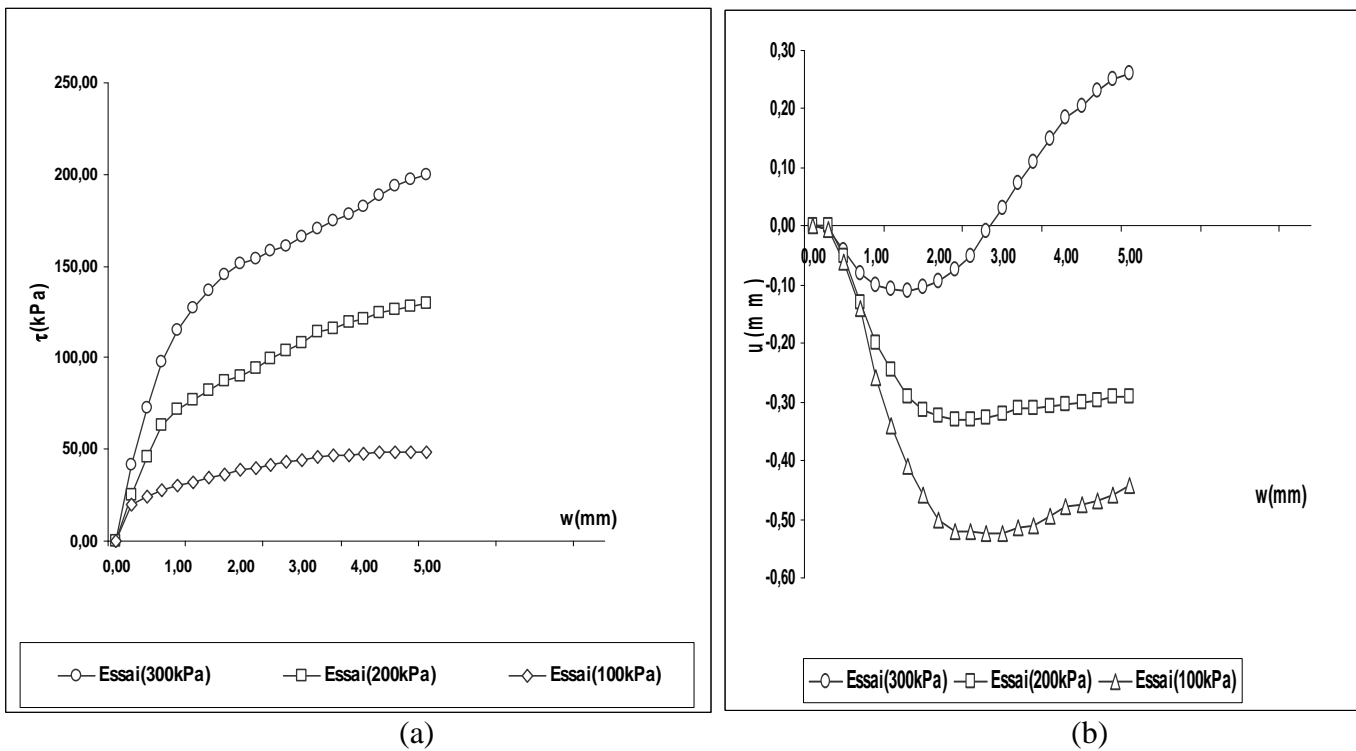 250,00
200,00
150,00
100,00
50,00
0,00
τ(kPa)
0,00 1,00 2,00 3,00 4,00 5,00
w(mm)
Essai(300kPa) Essai(200kPa) Essai(100kPa)
(a)
0,30
0,20
0,10
0,00
-0,10
-0,20
-0,30
-0,40
-0,50
-0,60
u (m m)
0,00 1,00 2,00 3,00 4,00 5,00
w(mm)
Essai(300kPa) Essai(200kPa) Essai(100kPa)
(b)